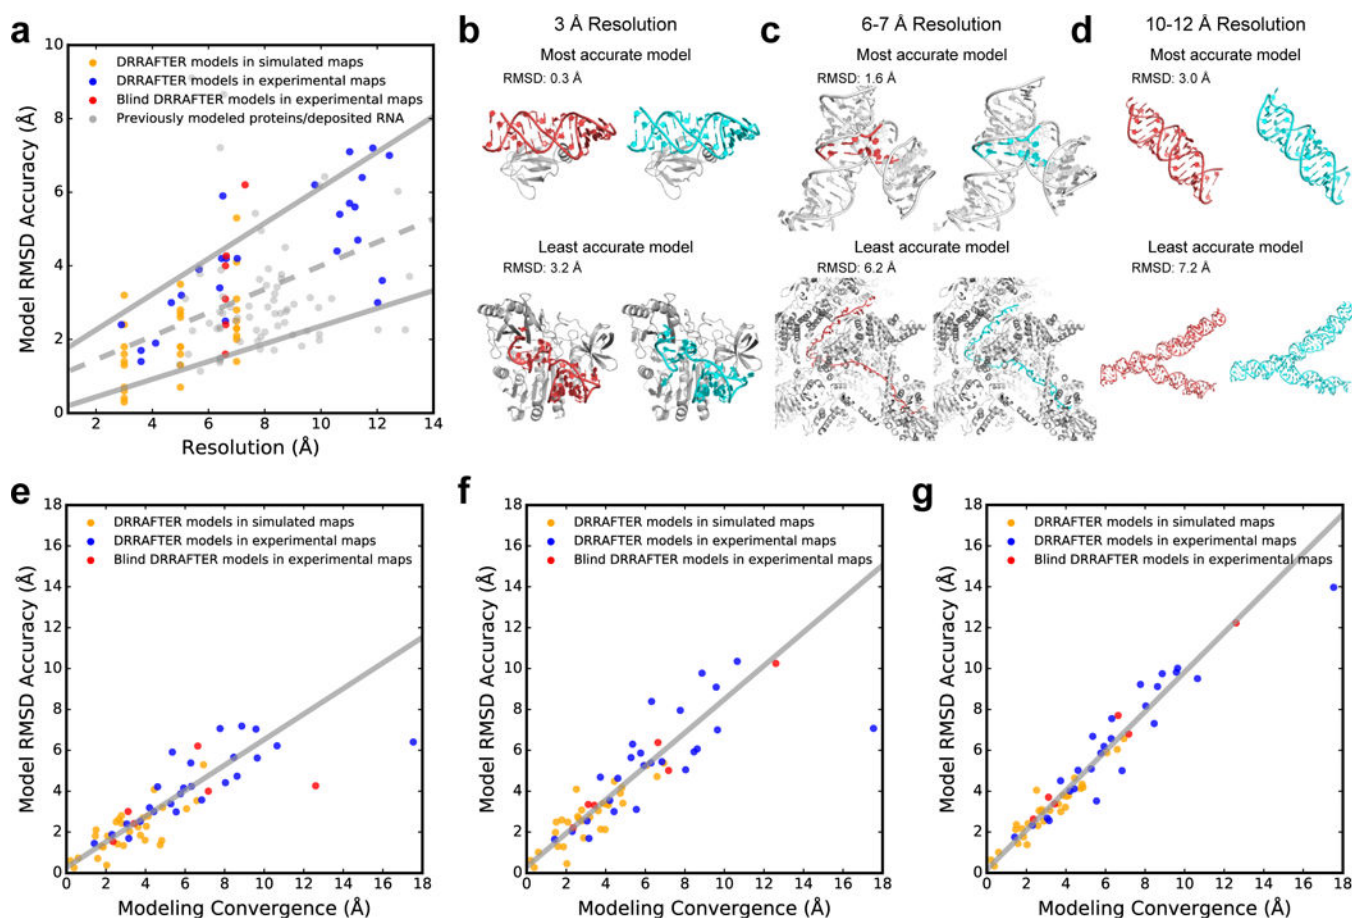 a
10
8
6
4
2
0
DRRAFTER models in simulated maps
DRRAFTER models in experimental maps
Blind DRRAFTER models in experimental maps
Previously modeled proteins/deposited RNA
Model RMSD Accuracy (Å)
2 4 6 8 10 12 14
Resolution (Å)
b
3 Å Resolution
Most accurate model
RMSD: 0.3 Å
Least accurate model
RMSD: 3.2 Å
c
6-7 Å Resolution
Most accurate model
RMSD: 1.6 Å
Least accurate model
RMSD: 6.2 Å
d
10-12 Å Resolution
Most accurate model
RMSD: 3.0 Å
Least accurate model
RMSD: 7.2 Å
e
18
16
14
12
10
8
6
4
2
0
DRRAFTER models in simulated maps
DRRAFTER models in experimental maps
Blind DRRAFTER models in experimental maps
Model RMSD Accuracy (Å)
0 2 4 6 8 10 12 14 16 18
Modeling Convergence (Å)
f
18
16
14
12
10
8
6
4
2
0
DRRAFTER models in simulated maps
DRRAFTER models in experimental maps
Blind DRRAFTER models in experimental maps
Model RMSD Accuracy (Å)
0 2 4 6 8 10 12 14 16 18
Modeling Convergence (Å)
g
18
16
14
12
10
8
6
4
2
0
DRRAFTER models in simulated maps
DRRAFTER models in experimental maps
Blind DRRAFTER models in experimental maps
Model RMSD Accuracy (Å)
0 2 4 6 8 10 12 14 16 18
Modeling Convergence (Å)